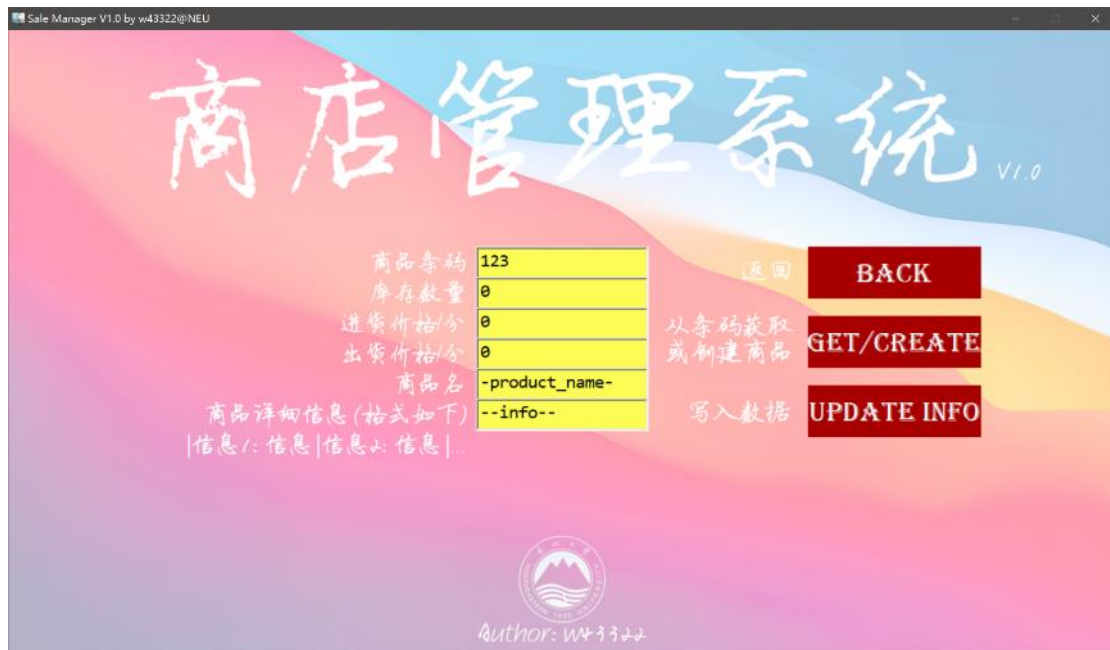 Sale Manager V1.0 by w43322@NEU
商店管理系统 V1.0
商品条码 123
库存数量 0
进货价格/分 0
出货价格/分 0
商品名 -product_name-
商品详细信息(格式如下) --info--
|信息1: 信息|信息2: 信息|...
返回 BACK
从条码获取
或创建商品 GET/CREATE
写入数据 UPDATE INFO
Author: w43322